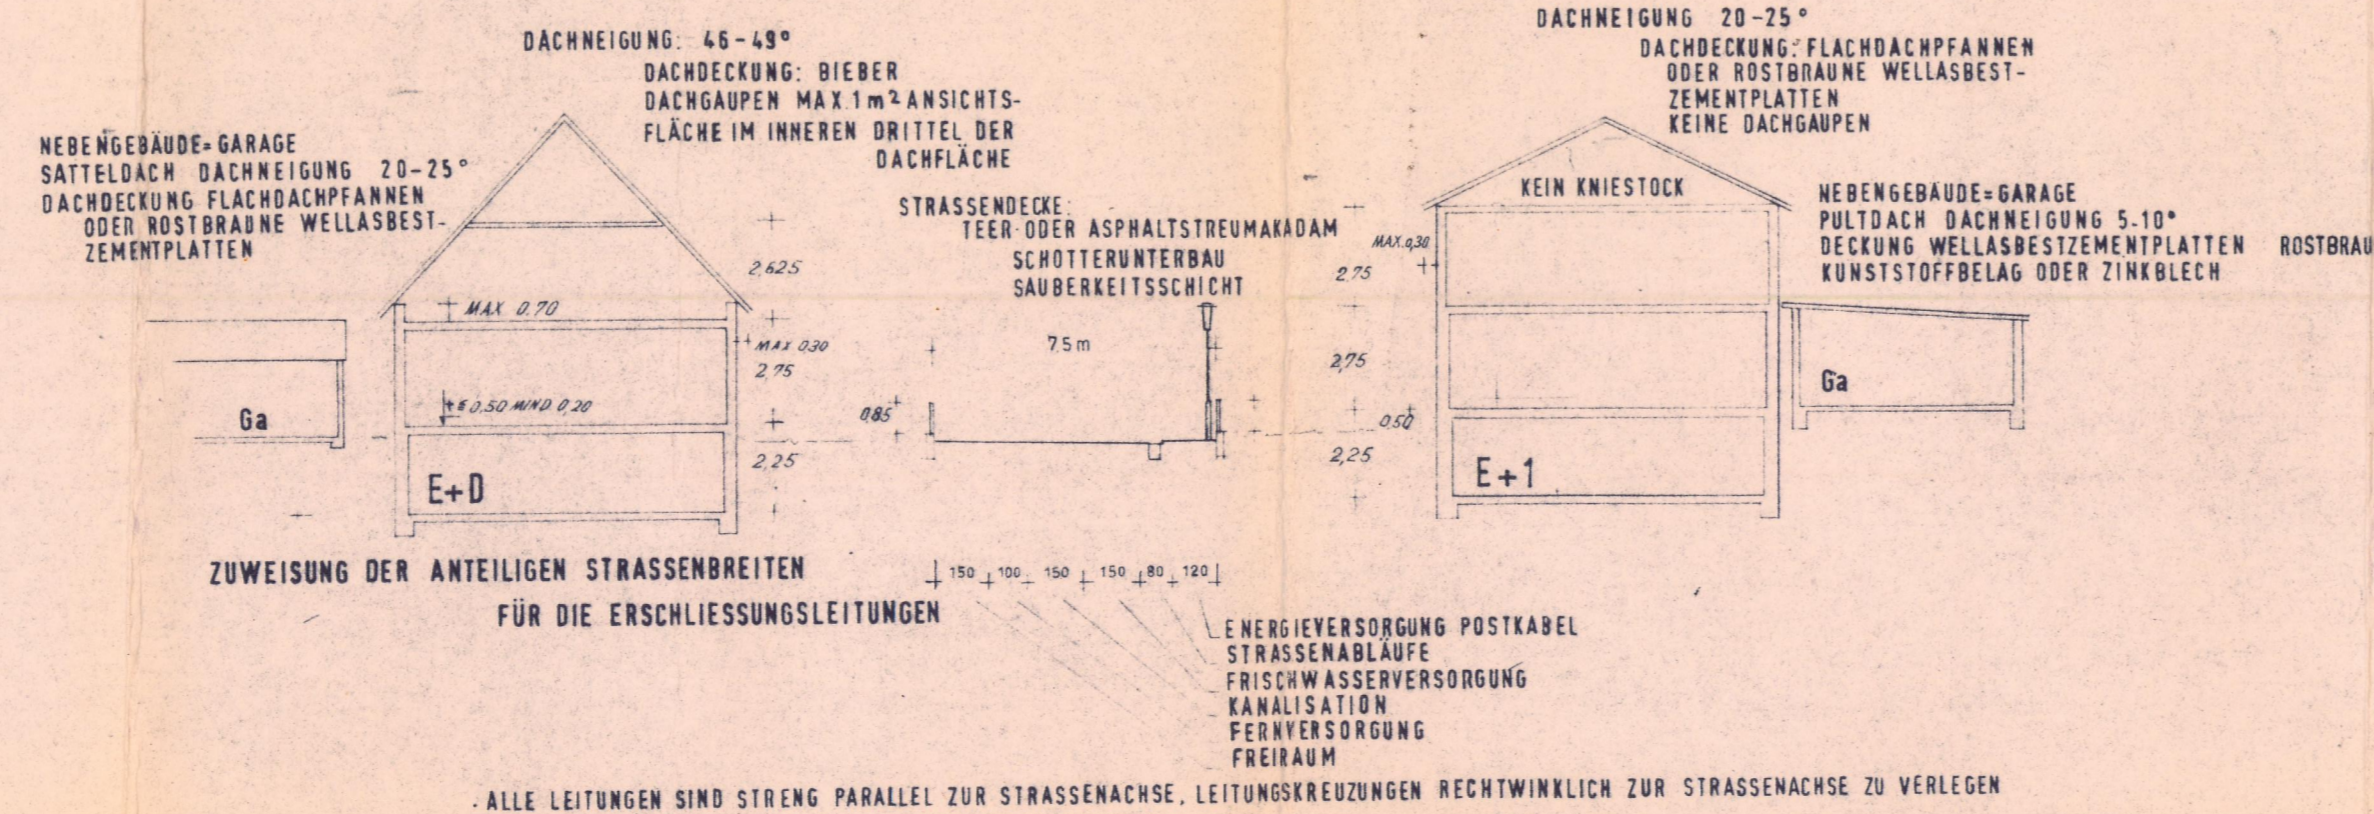 DACHNEIGUNG: 46-49°
DACHDECKUNG: BIEBER
DACHGAUPEN MAX.1m² ANSICHTS-
FLÄCHE IM INNEREN DRITTEL DER
DACHFLÄCHE
NEBENGEBÄUDE=GARAGE
SATTELDACH DACHNEIGUNG 20-25°
DACHDECKUNG FLACHDACHPFANNEN
ODER ROSTBRAUNE WELLASBEST-
ZEMENTPLATTEN
2,625
MAX 0,70
MAX 0,30
2,75
0,50 MIND. 0,20
Ga
2,25
E+D
STRASSENDECKE:
TEER-ODER ASPHALTSTREUMAKADAM
SCHOTTERUNTERBAU
SAUBERKEITSSCHICHT
7.5 m
0,85
DACHNEIGUNG 20-25°
DACHDECKUNG: FLACHDACHPFANNEN
ODER ROSTBRAUNE WELLASBEST-
ZEMENTPLATTEN
KEINE DACHGAUPEN
KEIN KNIESTOCK
MAX.0,30
2,75
2,75
0,50
2,25
E+1
NEBENGEBÄUDE=GARAGE
PULTDACH DACHNEIGUNG 5-10°
DECKUNG WELLASBESTZEMENTPLATTEN ROSTBRAU
KUNSTSTOFFBELAG ODER ZINKBLECH
Ga
ZUWEISUNG DER ANTEILIGEN STRASSENBREITEN
FÜR DIE ERSCHLIESSUNGSLEITUNGEN
150 100 150 150 80 120
ENERGIEVERSORGUNG POSTKABEL
STRASSENABLÄUFE
FRISCHWASSERVERSORGUNG
KANALISATION
FERNVERSORGUNG
FREIRAUM
ALLE LEITUNGEN SIND STRENG PARALLEL ZUR STRASSENACHSE, LEITUNGSKREUZUNGEN RECHTWINKLICH ZUR STRASSENACHSE ZU VERLEGEN